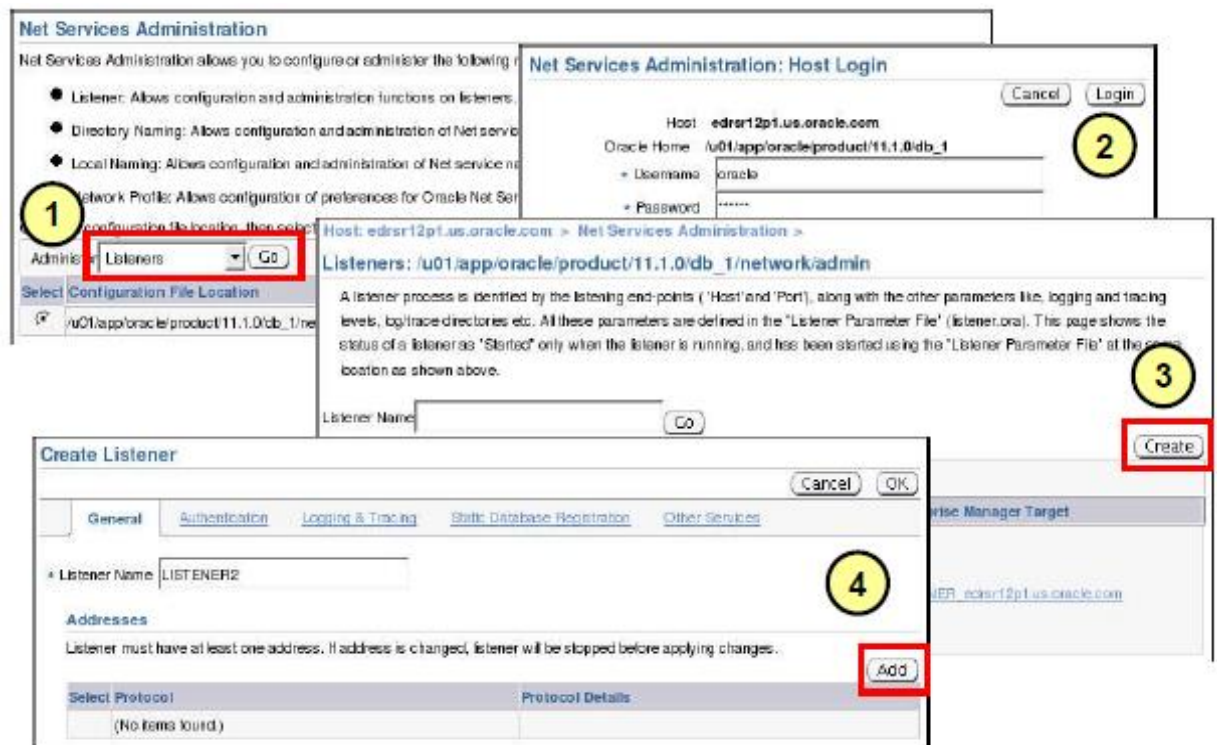 Net Services Administration
Net Services Administration allows you to configure or administer the following
Listener: Allows configuration and administration functions on listeners.
Directory Naming: Allows configuration and administration of Net
Local Naming: Allows configuration and administration of Net service
Network Profile: Allows configuration of preferences for Oracle Net
configuration file location, then select
1
Listeners
Go
Select Configuration File Location
/u01/app/oracle/product/11.1.0/db_1/
Net Services Administration: Host Login
Cancel Login
Host edrsr12p1.us.oracle.com
Oracle Home /u01/app/oracle/product/11.1.0/db_1
* Username oracle
* Password ······
2
Host: edrsr12p1.us.oracle.com > Net Services Administration >
Listeners: /u01/app/oracle/product/11.1.0/db_1/network/admin
A listener process is identified by the listening end-points ( 'Host' and 'Port'), along with the other parameters like, logging and tracing
levels, log/trace directories etc. All these parameters are defined in the "Listener Parameter File" (listener.ora). This page shows the
status of a listener as "Started" only when the listener is running, and has been started using the "Listener Parameter File" at the
location as shown above.
3
Listener Name
Go
Create
Manager Target
edrsr12p1.us.oracle.com
Create Listener
Cancel OK
General Authentication Logging & Tracing Static Database Registration Other Services
* Listener Name LISTENER2
4
Addresses
Listener must have at least one address. If address is changed, listener will be stopped before applying changes.
Add
Select Protocol Protocol Details
(No items found.)